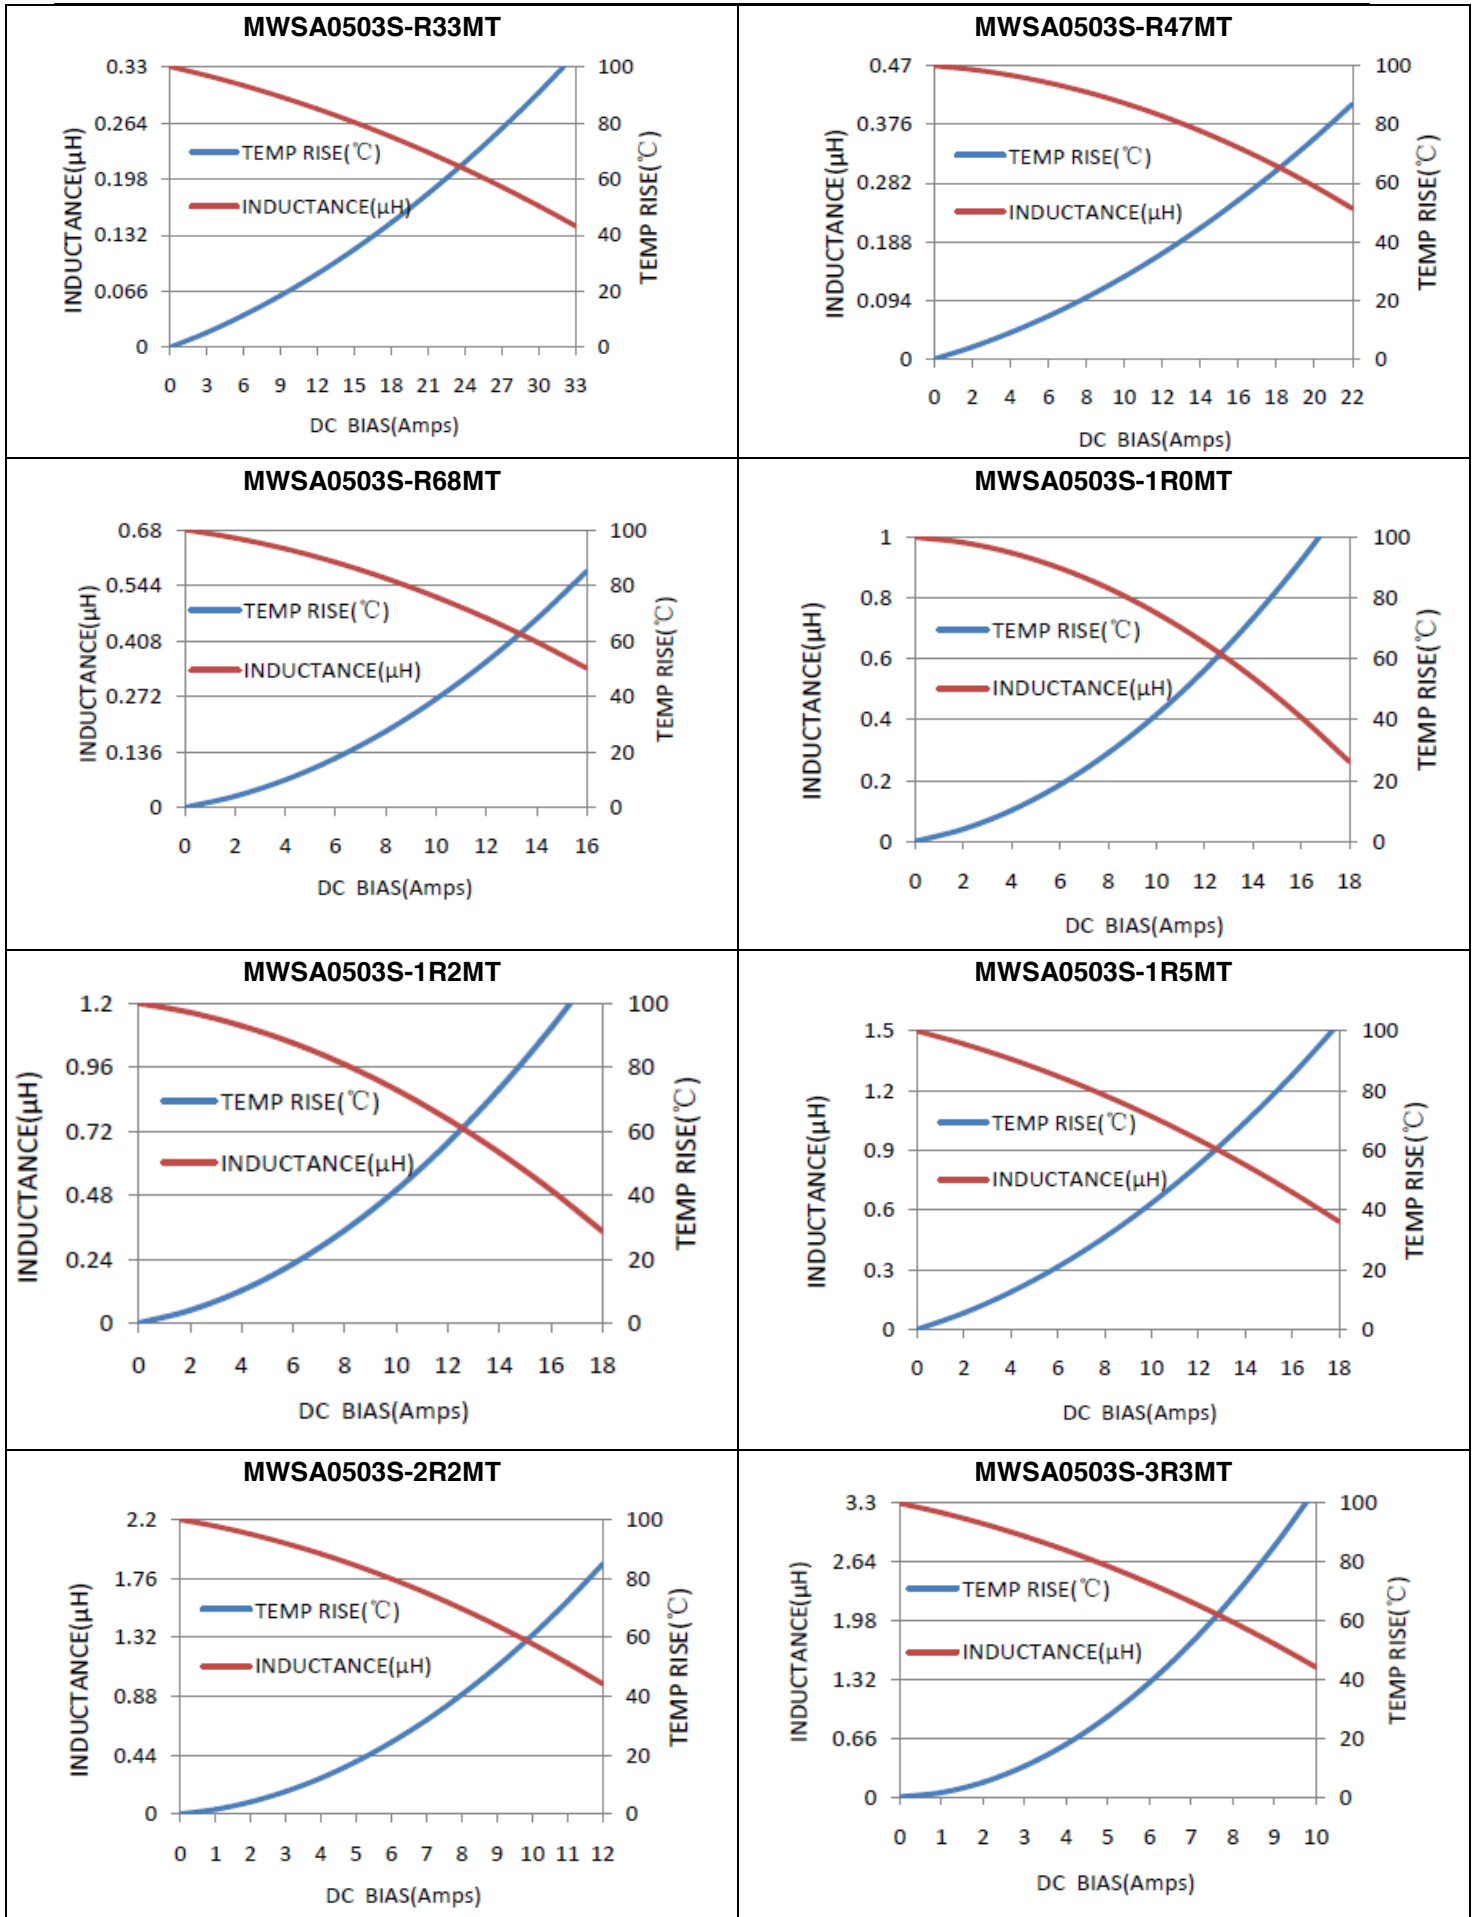 MWSA0503S-R33MT
INDUCTANCE(μH)
0.33
0.264
0.198
0.132
0.066
0
TEMP RISE(℃)
INDUCTANCE(μH)
100
80
60
40
20
0
TEMP RISE(℃)
0 3 6 9 12 15 18 21 24 27 30 33
DC BIAS(Amps)
MWSA0503S-R47MT
INDUCTANCE(μH)
0.47
0.376
0.282
0.188
0.094
0
TEMP RISE(℃)
INDUCTANCE(μH)
100
80
60
40
20
0
TEMP RISE(℃)
0 2 4 6 8 10 12 14 16 18 20 22
DC BIAS(Amps)
MWSA0503S-R68MT
INDUCTANCE(μH)
0.68
0.544
0.408
0.272
0.136
0
TEMP RISE(℃)
INDUCTANCE(μH)
100
80
60
40
20
0
TEMP RISE(℃)
0 2 4 6 8 10 12 14 16
DC BIAS(Amps)
MWSA0503S-1R0MT
INDUCTANCE(μH)
1
0.8
0.6
0.4
0.2
0
TEMP RISE(℃)
INDUCTANCE(μH)
100
80
60
40
20
0
TEMP RISE(℃)
0 2 4 6 8 10 12 14 16 18
DC BIAS(Amps)
MWSA0503S-1R2MT
INDUCTANCE(μH)
1.2
0.96
0.72
0.48
0.24
0
TEMP RISE(℃)
INDUCTANCE(μH)
100
80
60
40
20
0
TEMP RISE(℃)
0 2 4 6 8 10 12 14 16 18
DC BIAS(Amps)
MWSA0503S-1R5MT
INDUCTANCE(μH)
1.5
1.2
0.9
0.6
0.3
0
TEMP RISE(℃)
INDUCTANCE(μH)
100
80
60
40
20
0
TEMP RISE(℃)
0 2 4 6 8 10 12 14 16 18
DC BIAS(Amps)
MWSA0503S-2R2MT
INDUCTANCE(μH)
2.2
1.76
1.32
0.88
0.44
0
TEMP RISE(℃)
INDUCTANCE(μH)
100
80
60
40
20
0
TEMP RISE(℃)
0 1 2 3 4 5 6 7 8 9 10 11 12
DC BIAS(Amps)
MWSA0503S-3R3MT
INDUCTANCE(μH)
3.3
2.64
1.98
1.32
0.66
0
TEMP RISE(℃)
INDUCTANCE(μH)
100
80
60
40
20
0
TEMP RISE(℃)
0 1 2 3 4 5 6 7 8 9 10
DC BIAS(Amps)